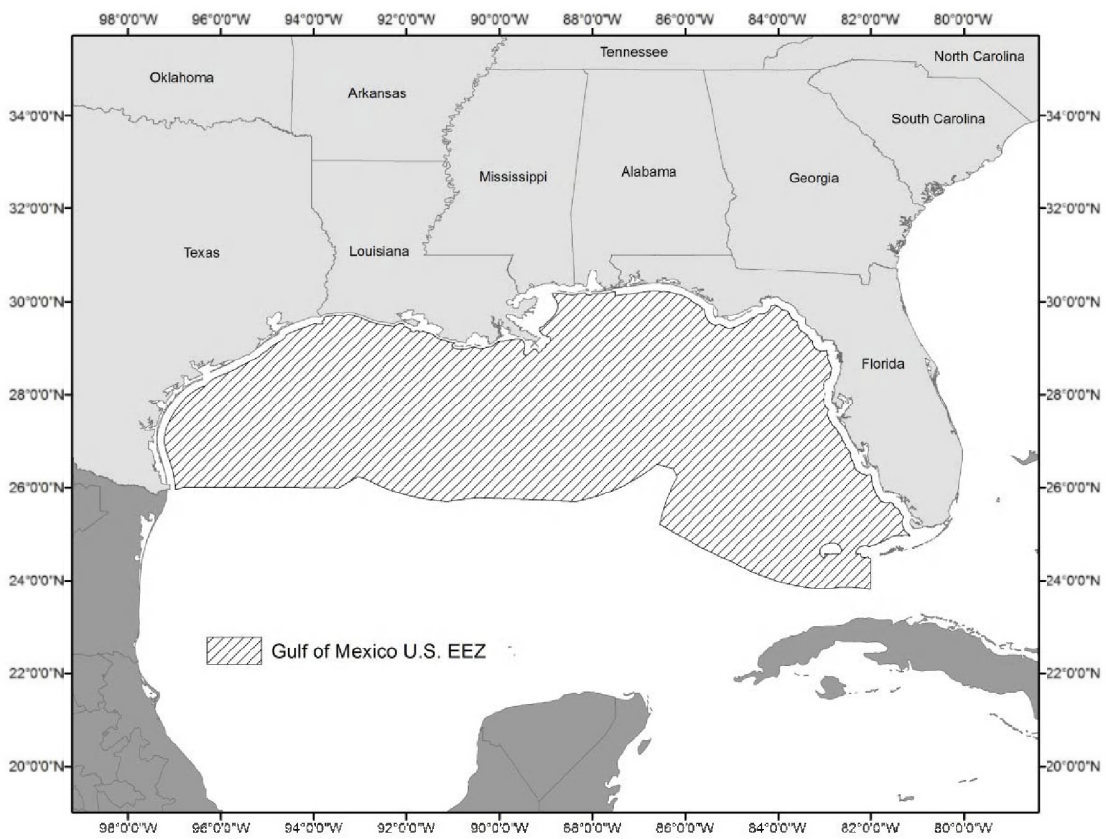 98°0'0"W 96°0'0"W 94°0'0"W 92°0'0"W 90°0'0"W 88°0'0"W 86°0'0"W 84°0'0"W 82°0'0"W 80°0'0"W
Tennessee
North Carolina
Oklahoma
Arkansas
34°0'0"N
South Carolina
34°0'0"N
Mississippi
Alabama
Georgia
32°0'0"N
32°0'0"N
Texas
Louisiana
30°0'0"N
30°0'0"N
Florida
28°0'0"N
28°0'0"N
26°0'0"N
26°0'0"N
24°0'0"N
24°0'0"N
Gulf of Mexico U.S. EEZ
22°0'0"N
22°0'0"N
20°0'0"N
20°0'0"N
98°0'0"W 96°0'0"W 94°0'0"W 92°0'0"W 90°0'0"W 88°0'0"W 86°0'0"W 84°0'0"W 82°0'0"W 80°0'0"W